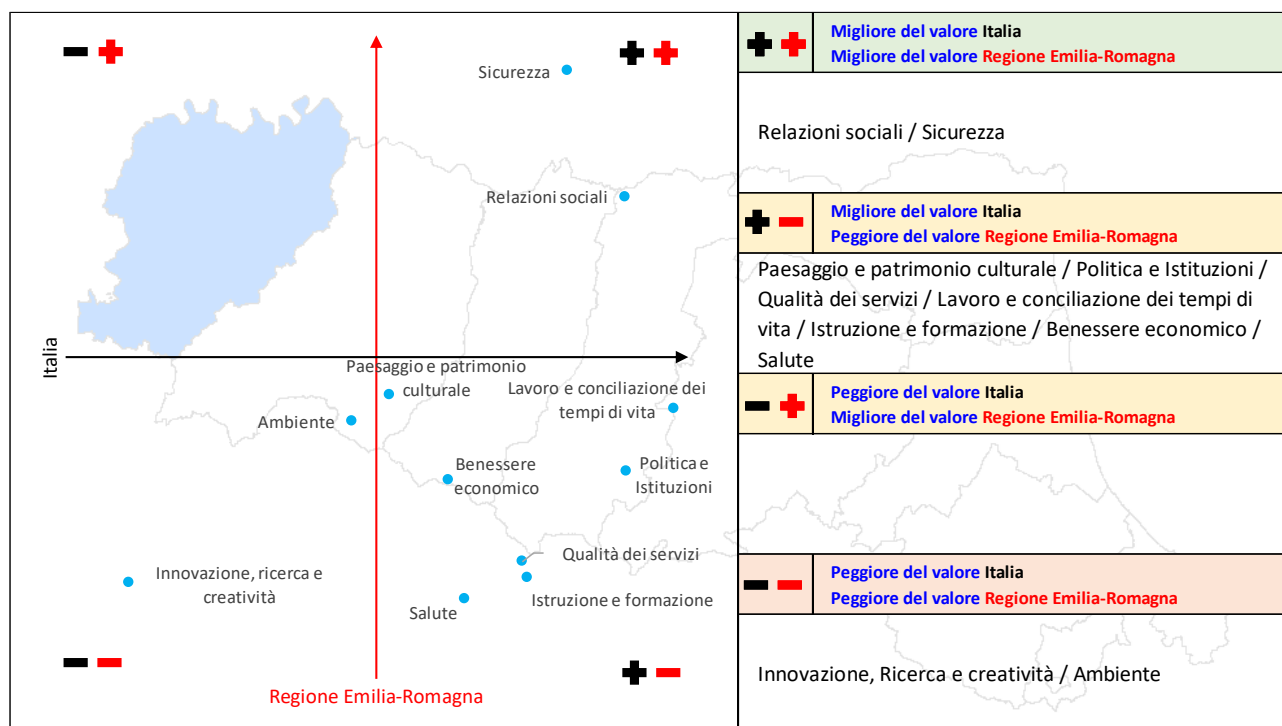 Sicurezza
Relazioni sociali
Italia
Paesaggio e patrimonio
culturale
Lavoro e conciliazione dei
tempi di vita
Ambiente
Benessere
economico
Politica e
Istituzioni
Qualità dei servizi
Innovazione, ricerca e
creatività
Salute
Istruzione e formazione
Regione Emilia-Romagna
Migliore del valore Italia
Migliore del valore Regione Emilia-Romagna
Relazioni sociali / Sicurezza
Migliore del valore Italia
Peggiore del valore Regione Emilia-Romagna
Paesaggio e patrimonio culturale / Politica e Istituzioni /
Qualità dei servizi / Lavoro e conciliazione dei tempi di
vita / Istruzione e formazione / Benessere economico /
Salute
Peggiore del valore Italia
Migliore del valore Regione Emilia-Romagna
Peggiore del valore Italia
Peggiore del valore Regione Emilia-Romagna
Innovazione, Ricerca e creatività / Ambiente